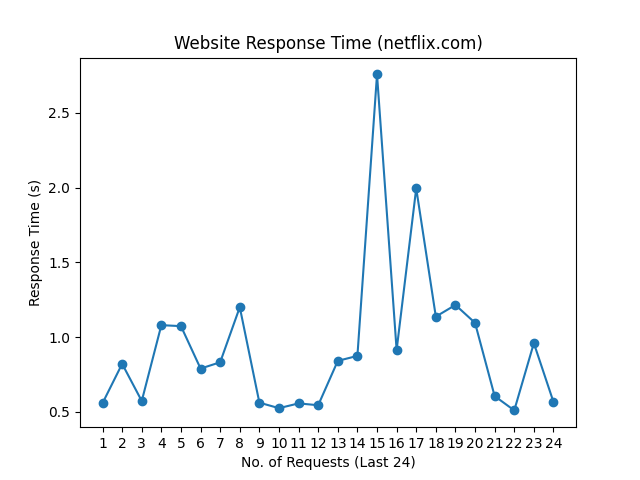 Website Response Time (netflix.com)
Response Time (s)
2.5
2.0
1.5
1.0
0.5
1 2 3 4 5 6 7 8 9 10 11 12 13 14 15 16 17 18 19 20 21 22 23 24
No. of Requests (Last 24)